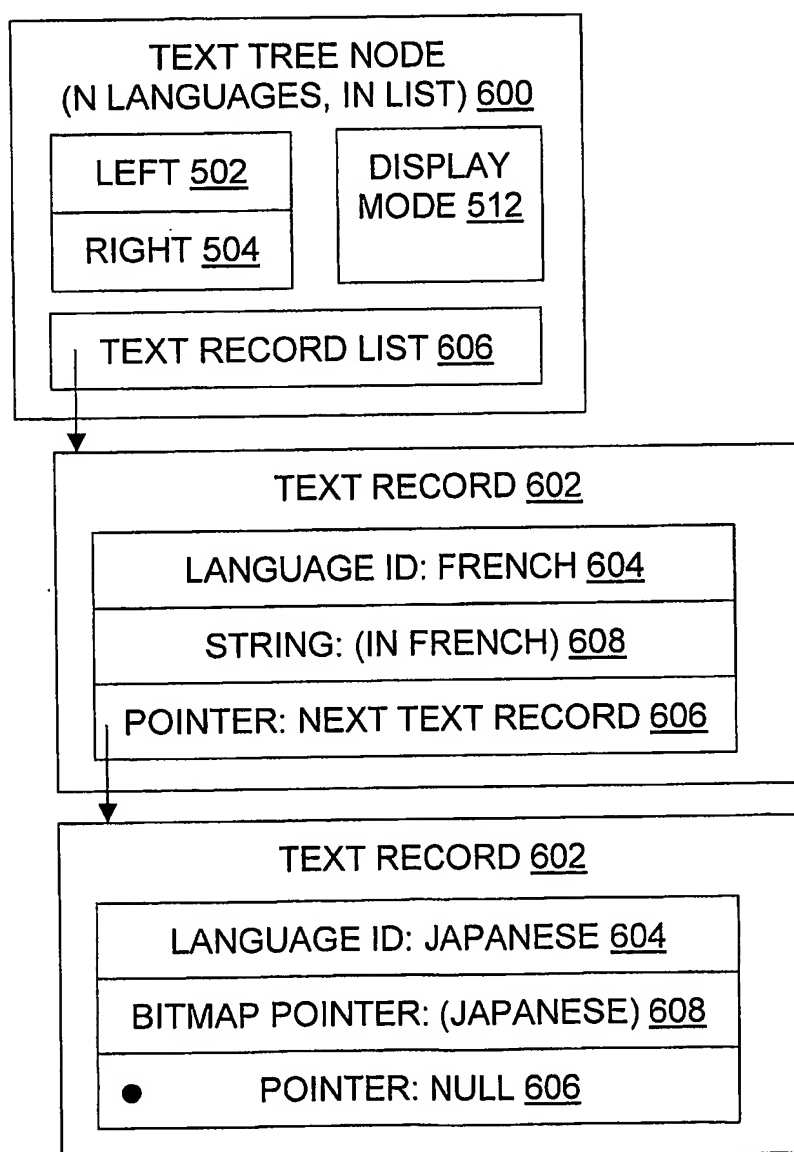 TEXT TREE NODE
(N LANGUAGES, IN LIST) 600
LEFT 502
RIGHT 504
DISPLAY
MODE 512
TEXT RECORD LIST 606
TEXT RECORD 602
LANGUAGE ID: FRENCH 604
STRING: (IN FRENCH) 608
POINTER: NEXT TEXT RECORD 606
TEXT RECORD 602
LANGUAGE ID: JAPANESE 604
BITMAP POINTER: (JAPANESE) 608
POINTER: NULL 606